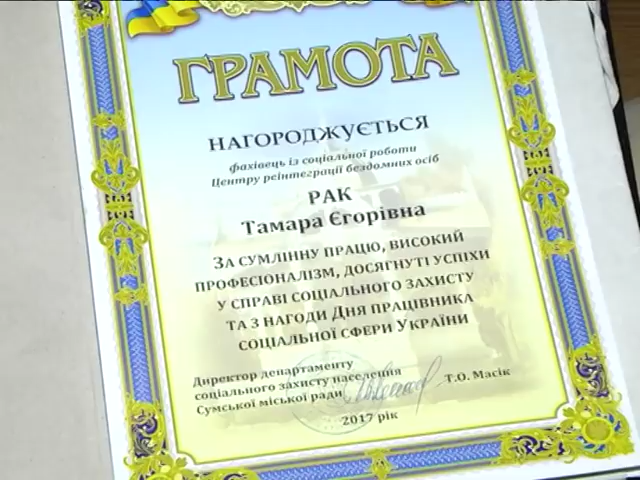 ГРАМОТА
НАГОРОДЖУЄТЬСЯ
фахівець із соціальної роботи
Центру реінтеграції бездомних осіб
РАК
Тамара Єгорівна
ЗА СУМЛІННУ ПРАЦЮ, ВИСОКИЙ
ПРОФЕСІОНАЛІЗМ, ДОСЯГНУТІ УСПІХИ
У СПРАВІ СОЦІАЛЬНОГО ЗАХИСТУ
ТА З НАГОДИ ДНЯ ПРАЦІВНИКА
СОЦІАЛЬНОЇ СФЕРИ УКРАЇНИ
Директор департаменту
соціального захисту населення
Сумської міської ради Т.О. Масік
2017 рік